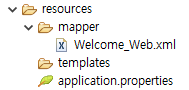 resources
mapper
Welcome_Web.xml
templates
application.properties